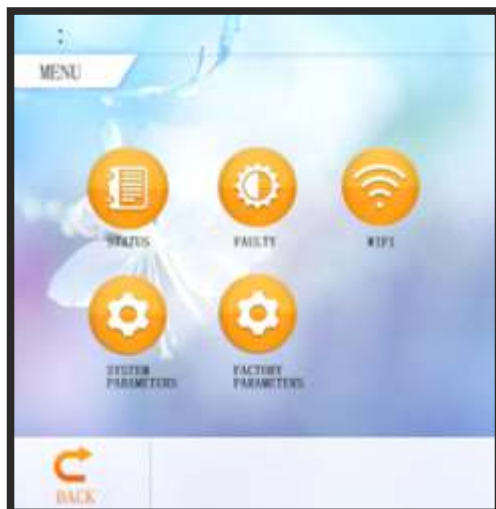 :
MENU
STATUS
FAULTY
WIFI
SYSTEM
PARAMETERS
FACTORY
PARAMETERS
BACK